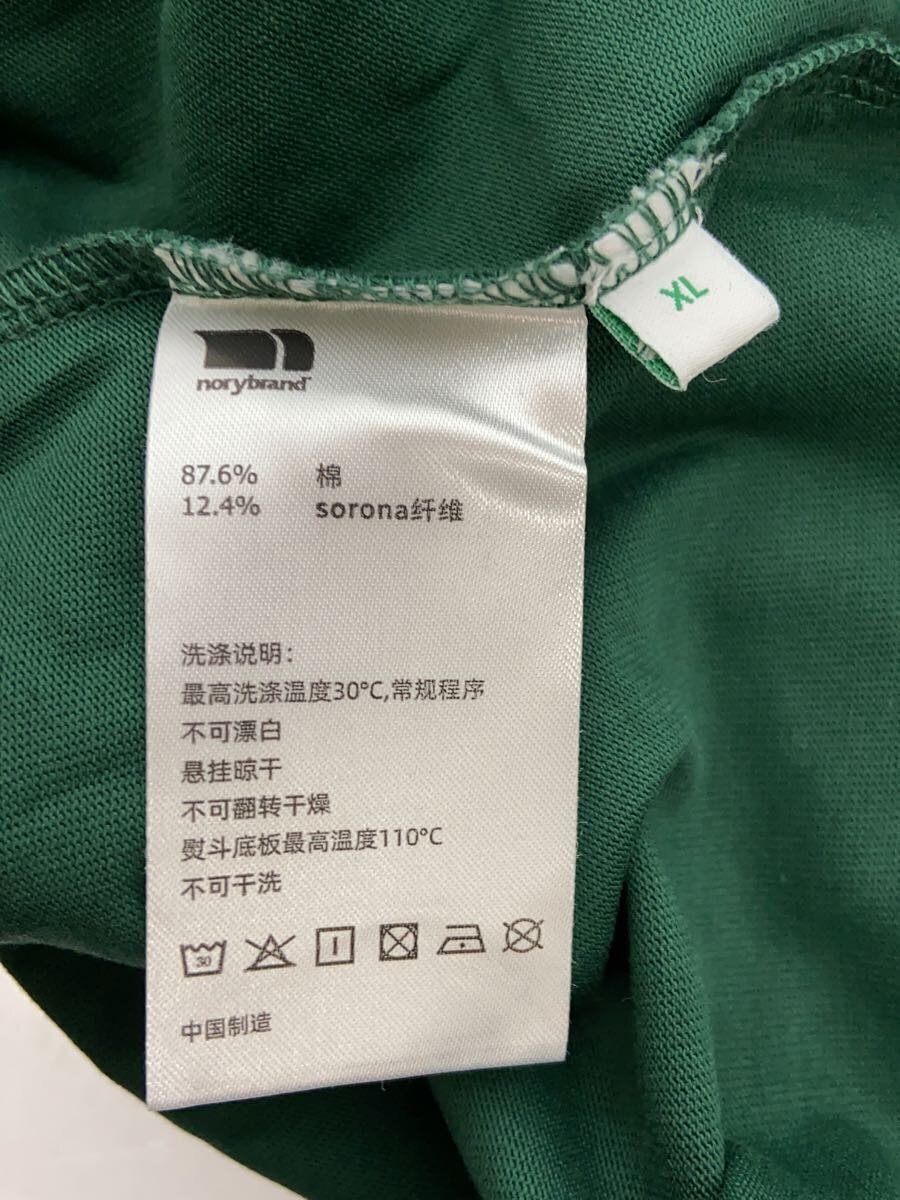 XL
norybrand
87.6% 棉
12.4% sorona纤维
洗涤说明:
最高洗涤温度30°C,常规程序
不可漂白
悬挂晾干
不可翻转干燥
熨斗底板最高温度110°C
不可干洗
30
中国制造